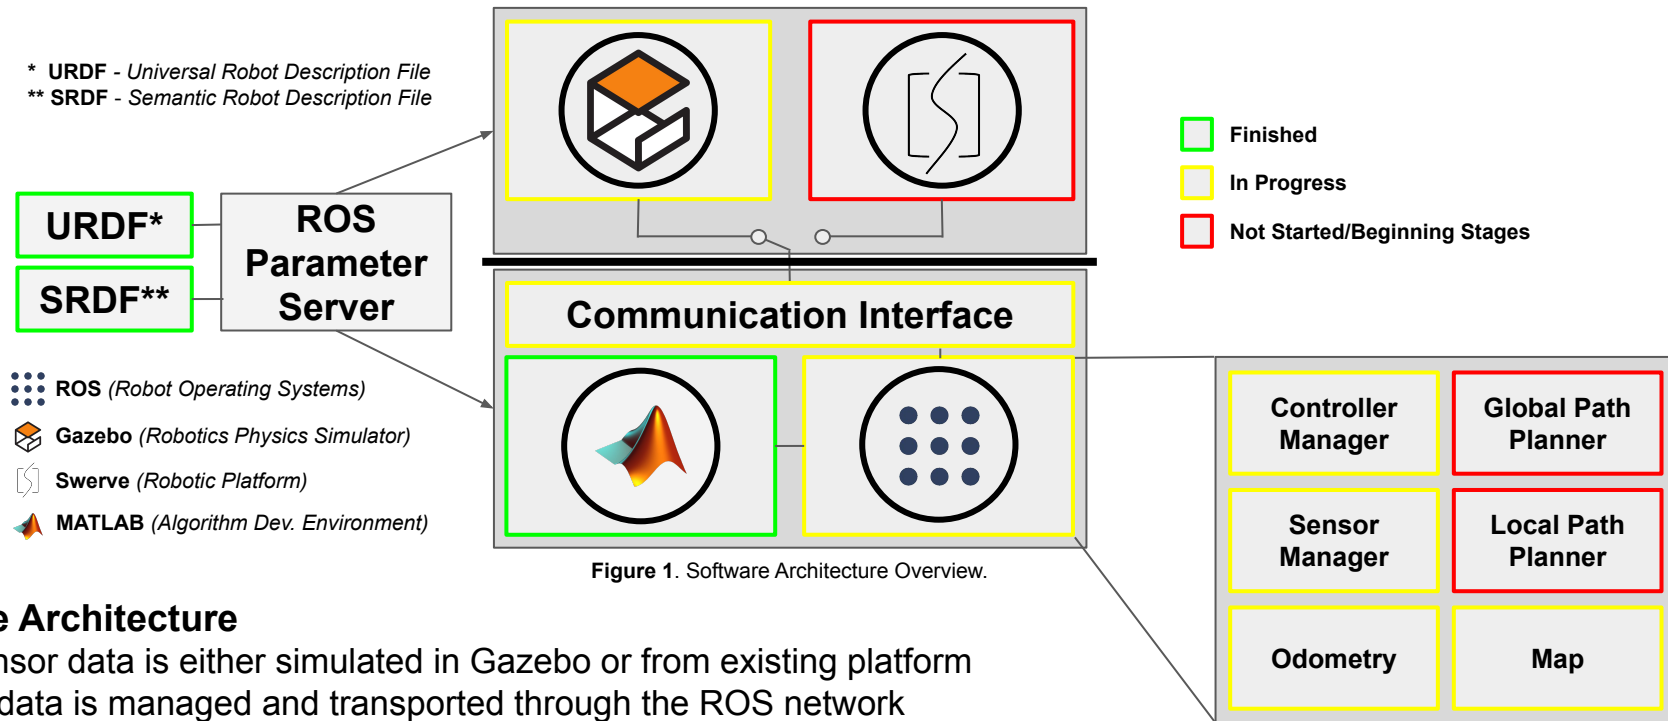 * URDF - Universal Robot Description File
** SRDF - Semantic Robot Description File
Finished
In Progress
Not Started/Beginning Stages
URDF*
SRDF**
ROS
Parameter
Server
Communication Interface
ROS (Robot Operating Systems)
Gazebo (Robotics Physics Simulator)
Swerve (Robotic Platform)
MATLAB (Algorithm Dev. Environment)
Controller
Manager
Global Path
Planner
Sensor
Manager
Local Path
Planner
Odometry
Map
Figure 1. Software Architecture Overview.
e Architecture
nsor data is either simulated in Gazebo or from existing platform
data is managed and transported through the ROS network